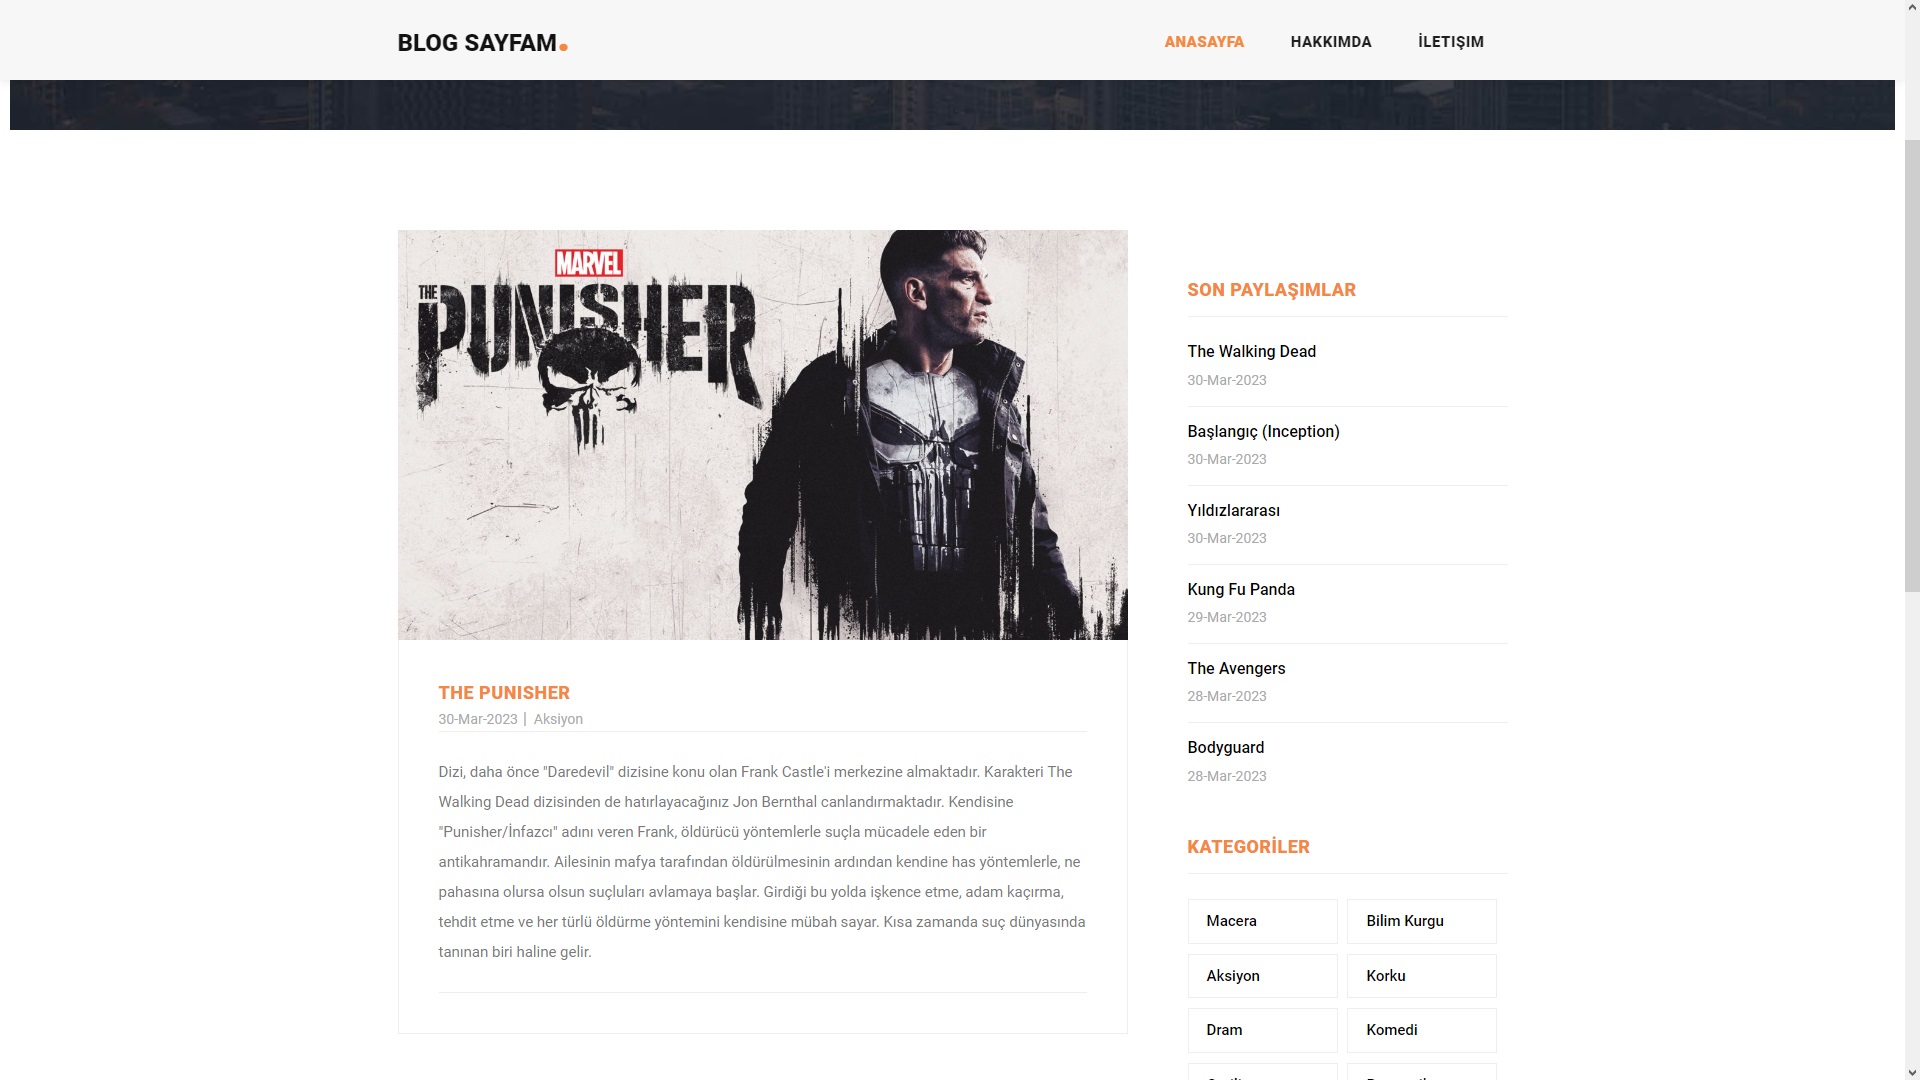 BLOG SAYFAM.
ANASAYFA
HAKKIMDA
İLETIŞIM
MARVEL
THE
PUNISHER
THE PUNISHER
30-Mar-2023 | Aksiyon
Dizi, daha önce "Daredevil" dizisine konu olan Frank Castle'i merkezine almaktadır. Karakteri The
Walking Dead dizisinden de hatırlayacağınız Jon Bernthal canlandırmaktadır. Kendisine
"Punisher/İnfazcı" adını veren Frank, öldürücü yöntemlerle suçla mücadele eden bir
antikahramandır. Ailesinin mafya tarafından öldürülmesinin ardından kendine has yöntemlerle, ne
pahasına olursa olsun suçluları avlamaya başlar. Girdiği bu yolda işkence etme, adam kaçırma,
tehdit etme ve her türlü öldürme yöntemini kendisine mübah sayar. Kısa zamanda suç dünyasında
tanınan biri haline gelir.
SON PAYLAŞIMLAR
The Walking Dead
30-Mar-2023
Başlangıç (Inception)
30-Mar-2023
Yıldızlararası
30-Mar-2023
Kung Fu Panda
29-Mar-2023
The Avengers
28-Mar-2023
Bodyguard
28-Mar-2023
KATEGORİLER
Macera
Bilim Kurgu
Aksiyon
Korku
Dram
Komedi